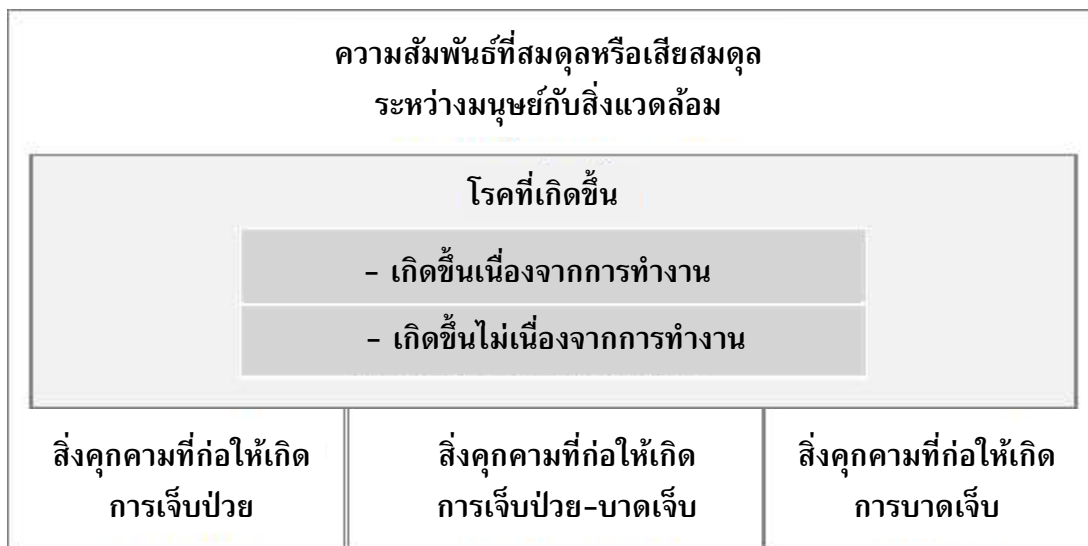 ความสัมพันธ์ที่สมดุลหรือเสียสมดุล
ระหว่างมนุษย์กับสิ่งแวดล้อม
โรคที่เกิดขึ้น
- เกิดขึ้นเนื่องจากการทำงาน
- เกิดขึ้นไม่เนื่องจากการทำงาน
สิ่งคุกคามที่ก่อให้เกิด
การเจ็บป่วย
สิ่งคุกคามที่ก่อให้เกิด
การเจ็บป่วย-บาดเจ็บ
สิ่งคุกคามที่ก่อให้เกิด
การบาดเจ็บ